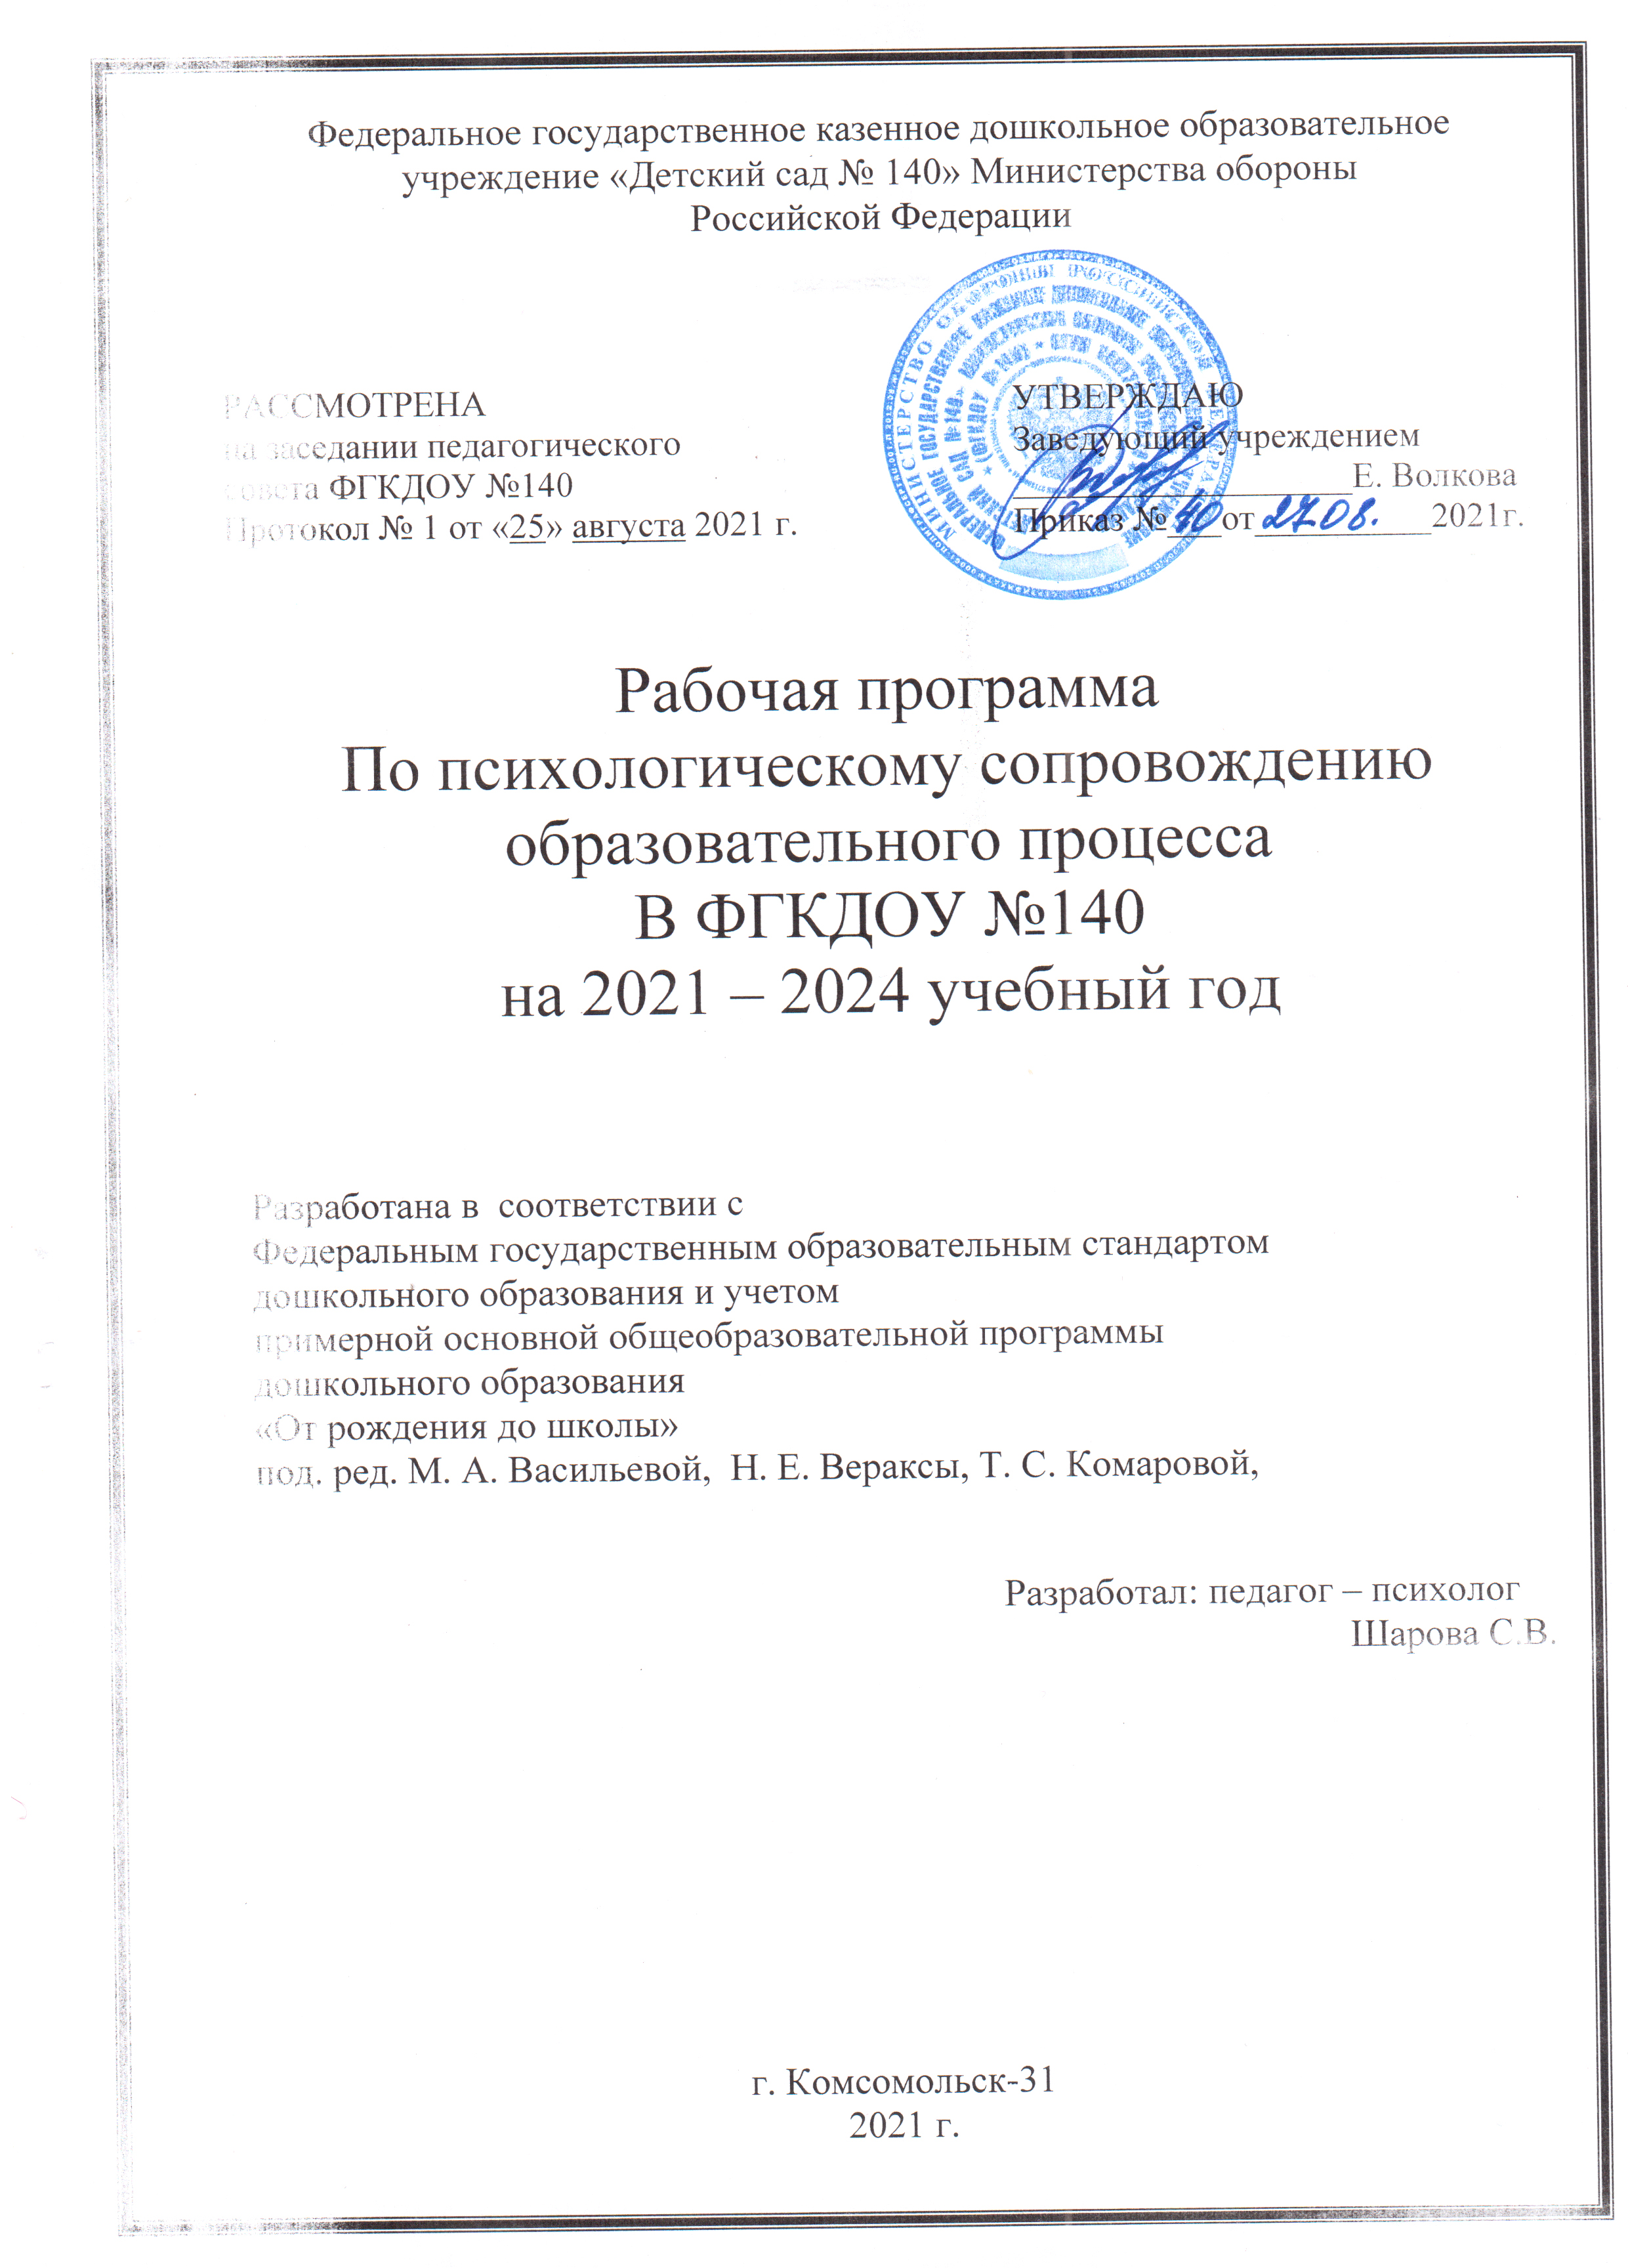 Федеральное государственное казенное дошкольное образовательное
учреждение «Детский сад № 140» Министерства обороны
Российской Федерации
РАССМОТРЕНА
на заседании педагогического
совета ФГКДОУ №140
Протокол № 1 от «25» августа 2021 г.
УТВЕРЖДАЮ
Заведующий учреждением
Е. Волкова
Приказ № 40 от 27.08. 2021г.
МИНИСТЕРСТВО ОБОРОНЫ РОССИЙСКОЙ ФЕДЕРАЦИИ
Рабочая программа
По психологическому сопровождению
образовательного процесса
В ФГКДОУ №140
на 2021 – 2024 учебный год
Разработана в соответствии с
Федеральным государственным образовательным стандартом
дошкольного образования и учетом
примерной основной общеобразовательной программы
дошкольного образования
«От рождения до школы»
под. ред. М. А. Васильевой, Н. Е. Вераксы, Т. С. Комаровой,
Разработал: педагог – психолог
Шарова С.В.
г. Комсомольск-31
2021 г.